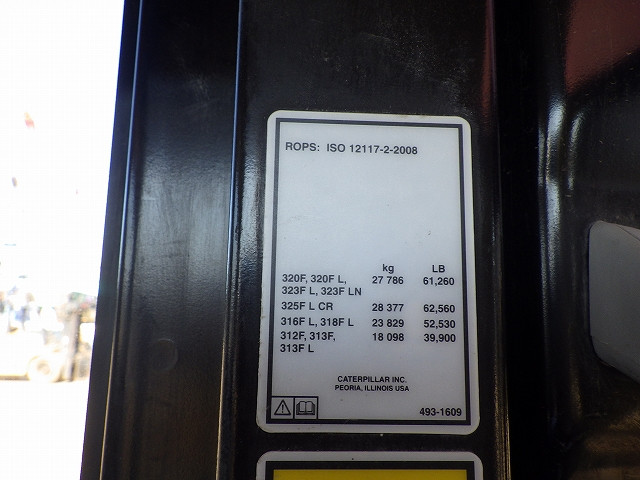 ROPS: ISO 12117-2-2008
kg LB
320F, 320F L, 27 786 61,260
323F L, 323F LN
325F L CR 28 377 62,560
316F L, 318F L 23 829 52,530
312F, 313F, 18 098 39,900
313F L
CATERPILLAR INC.
PEORIA, ILLINOIS USA
493-1609